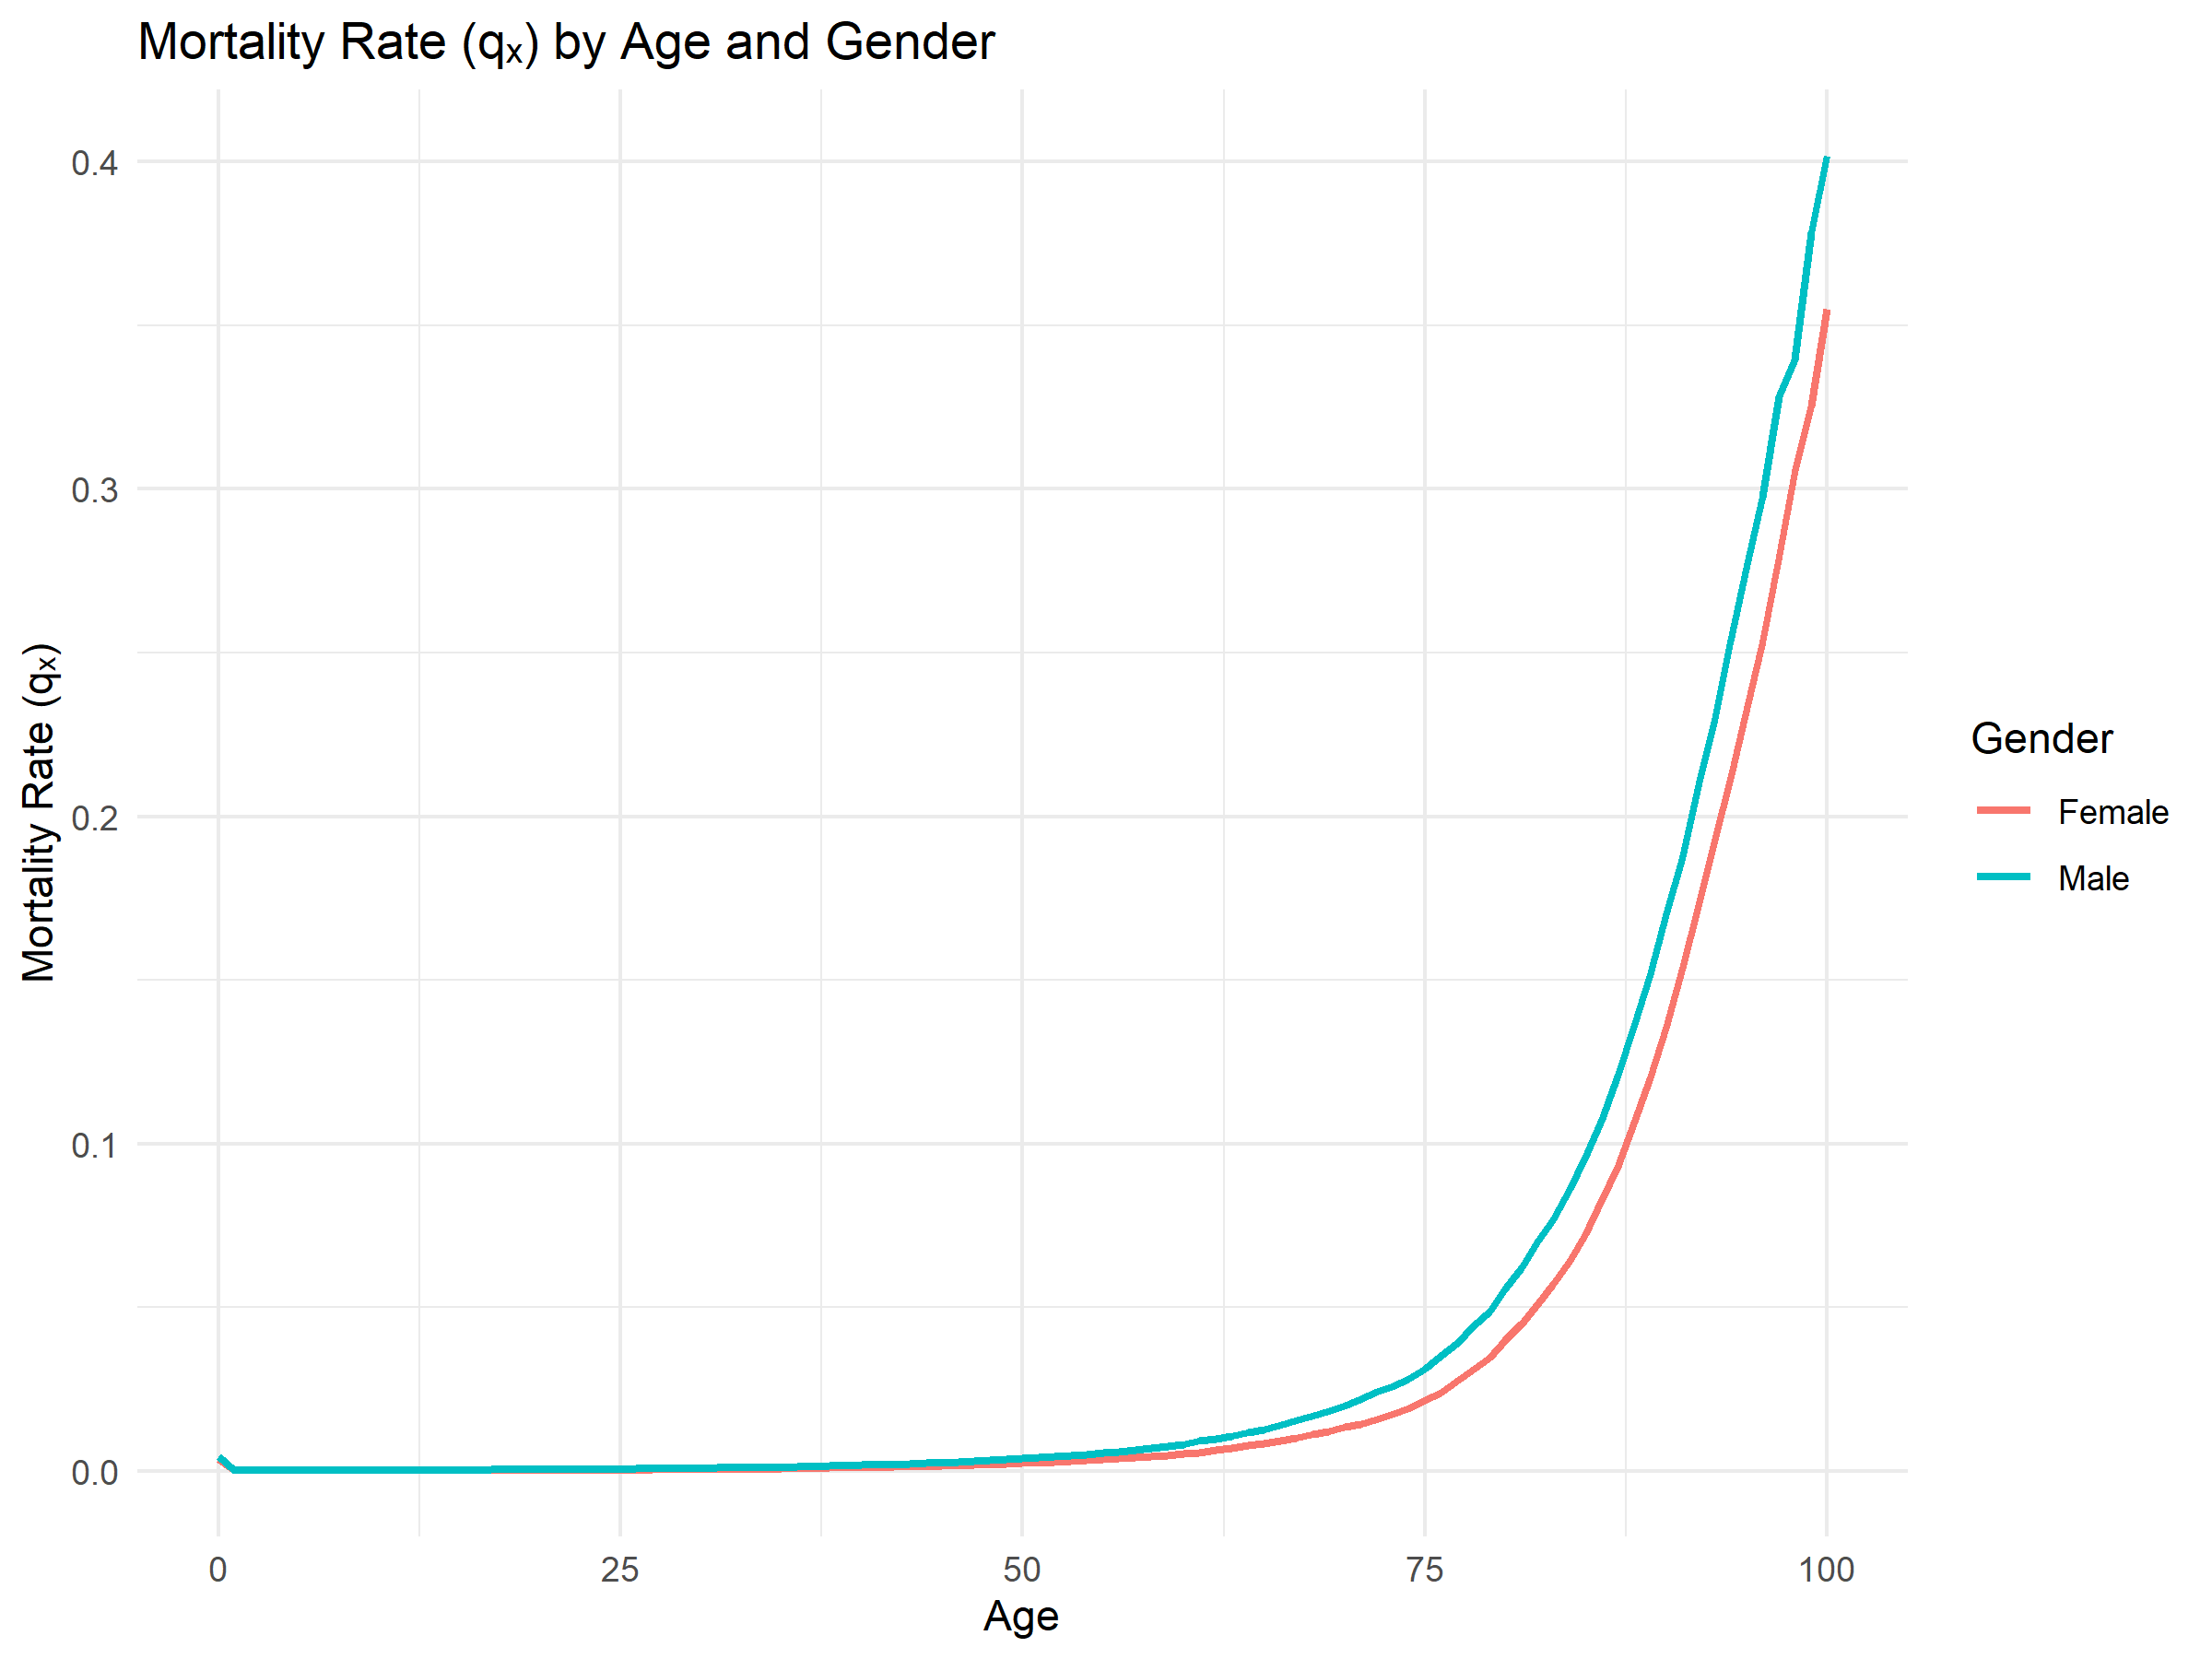 Mortality Rate (qₓ) by Age and Gender
Mortality Rate (qₓ)
0.4
0.3
0.2
0.1
0.0
0 25 50 75 100
Age
Gender
Female
Male